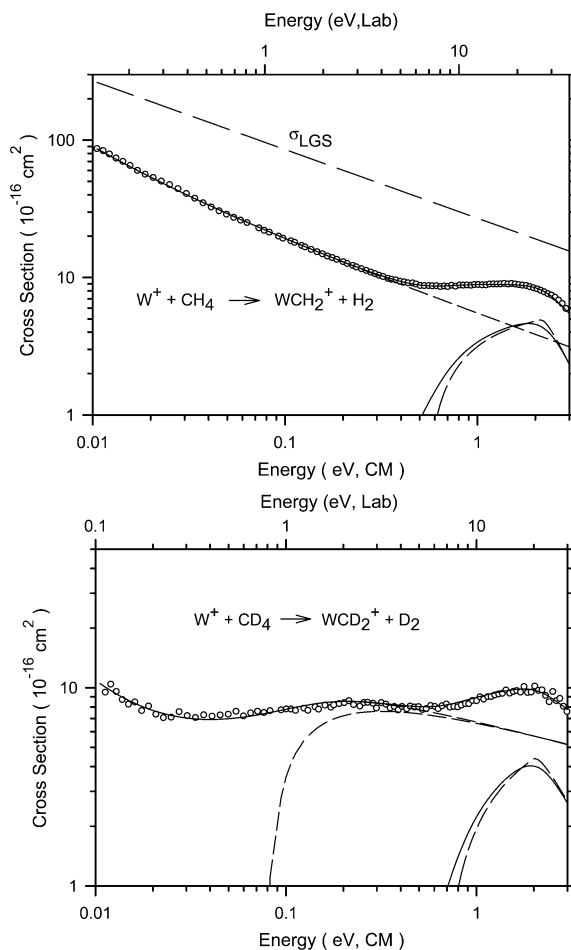 Energy (eV,Lab)
1 10
100
10
1
Cross Section ( 10⁻¹⁶ cm²)
σLGS
W⁺ + CH₄ ⟶ WCH₂⁺ + H₂
0.01 0.1 1
Energy ( eV, CM )
Energy (eV, Lab)
0.1 1 10
W⁺ + CD₄ ⟶ WCD₂⁺ + D₂
10
1
Cross Section ( 10⁻¹⁶ cm²)
0.01 0.1 1
Energy ( eV, CM )